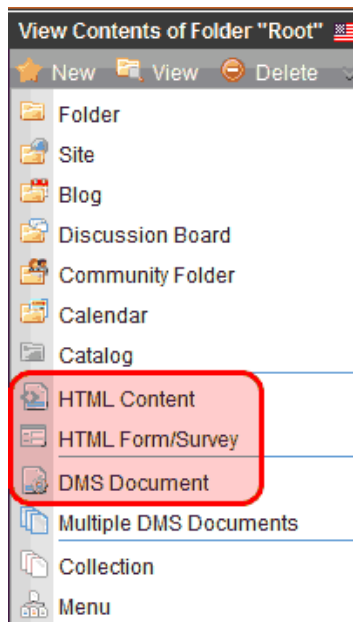 View Contents of Folder "Root"
New View Delete
Folder
Site
Blog
Discussion Board
Community Folder
Calendar
Catalog
HTML Content
HTML Form/Survey
DMS Document
Multiple DMS Documents
Collection
Menu